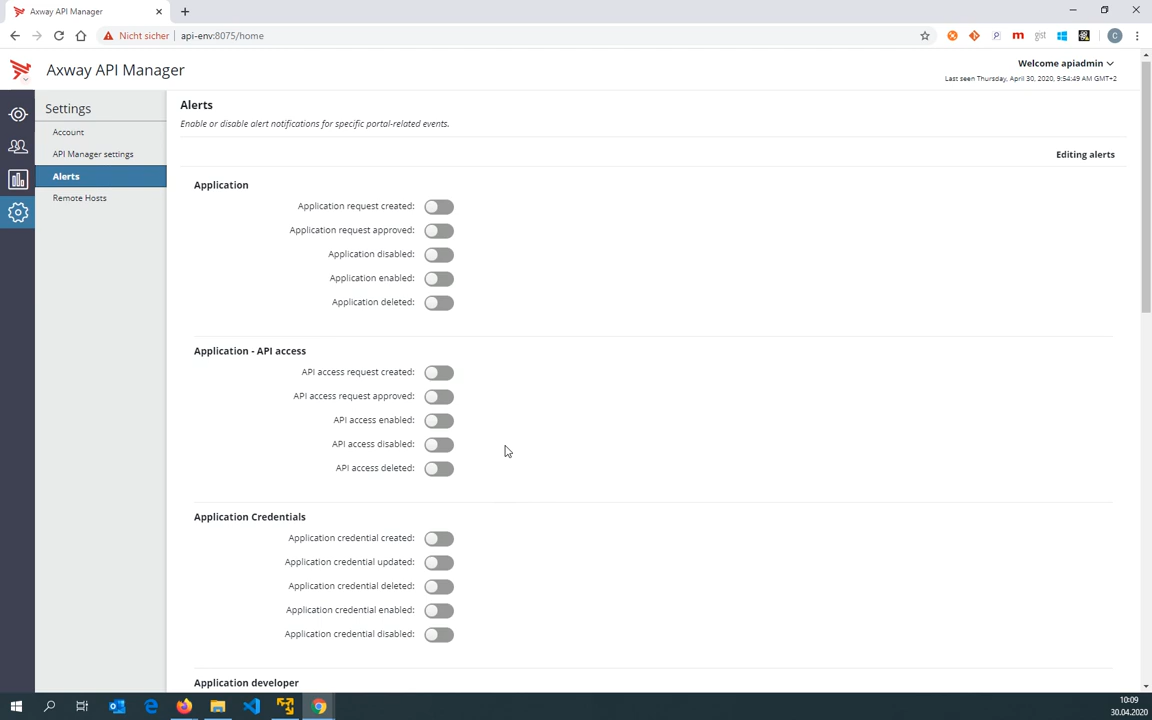 Axway API Manager
Nicht sicher
api-env:8075/home
gist
C
Axway API Manager
Welcome apiadmin
Last seen Thursday, April 30, 2020, 9:54:49 AM GMT+2
Settings
Account
API Manager settings
Alerts
Remote Hosts
Alerts
Enable or disable alert notifications for specific portal-related events.
Editing alerts
Application
Application request created:
Application request approved:
Application disabled:
Application enabled:
Application deleted:
Application - API access
API access request created:
API access request approved:
API access enabled:
API access disabled:
API access deleted:
Application Credentials
Application credential created:
Application credential updated:
Application credential deleted:
Application credential enabled:
Application credential disabled:
Application developer
10:09
30.04.2020